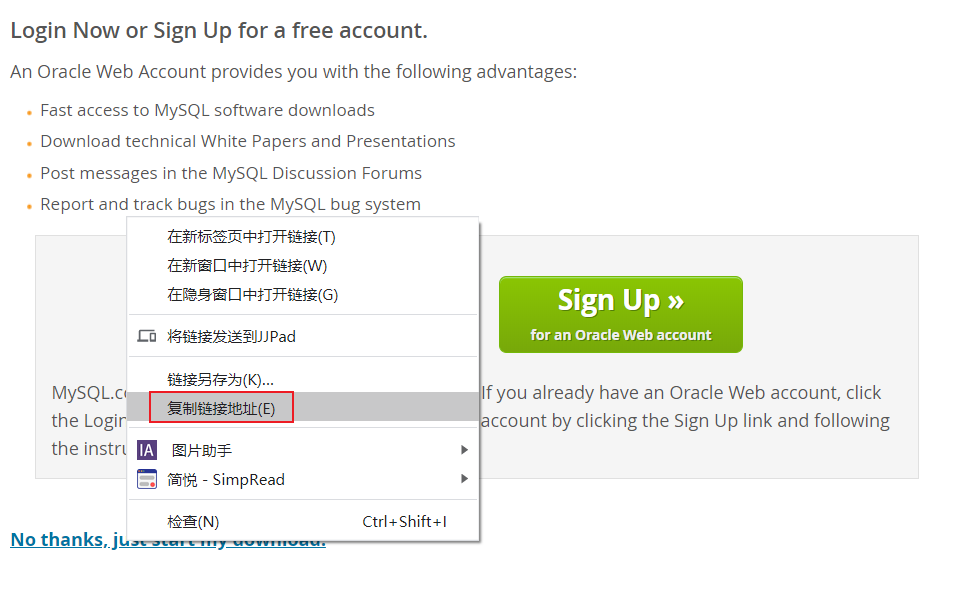 Login Now or Sign Up for a free account.
An Oracle Web Account provides you with the following advantages:
Fast access to MySQL software downloads
Download technical White Papers and Presentations
Post messages in the MySQL Discussion Forums
Report and track bugs in the MySQL bug system
在新标签页中打开链接(T)
在新窗口中打开链接(W)
在隐身窗口中打开链接(G)
将链接发送到JJPad
链接另存为(K)...
复制链接地址(E)
IA 图片助手
简悦 - SimpRead
检查(N) Ctrl+Shift+I
Sign Up »
for an Oracle Web account
If you already have an Oracle Web account, click
the Login account by clicking the Sign Up link and following
the
No thanks, just start my download.